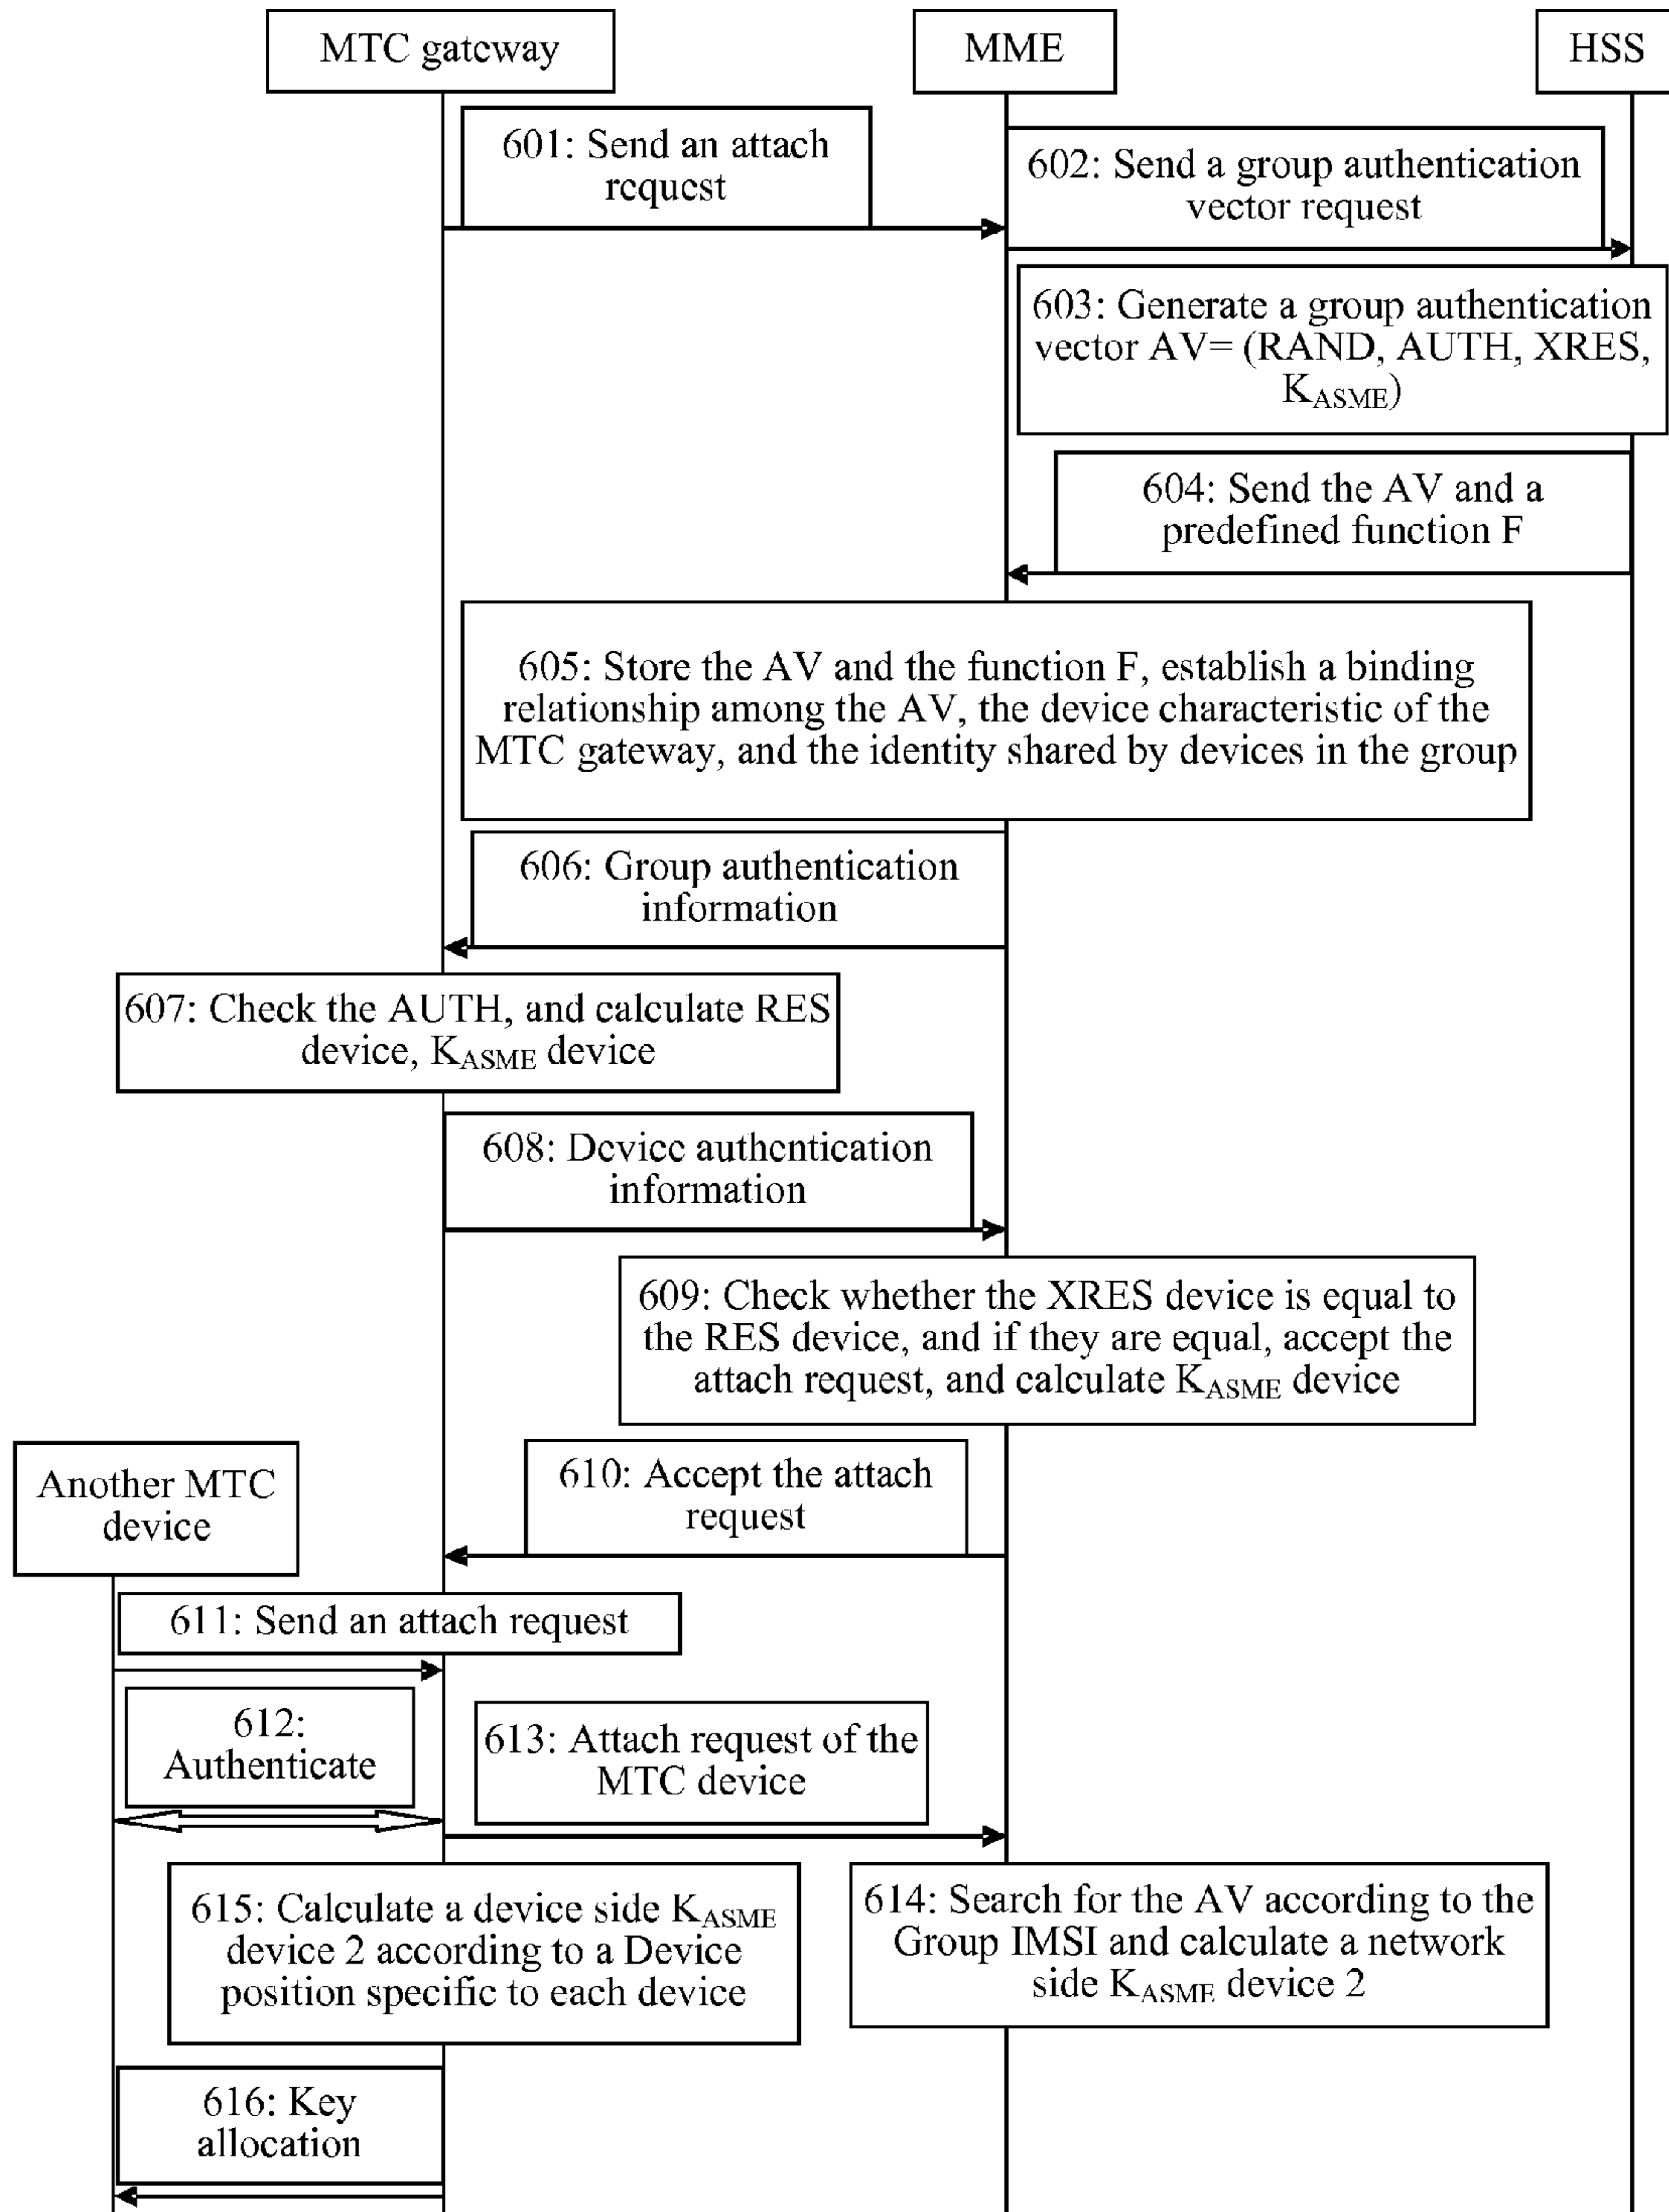 MTC gateway
MME
HSS
601: Send an attach
request
602: Send a group authentication
vector request
603: Generate a group authentication
vector AV= (RAND, AUTH, XRES,
KASME)
604: Send the AV and a
predefined function F
605: Store the AV and the function F, establish a binding
relationship among the AV, the device characteristic of the
MTC gateway, and the identity shared by devices in the group
606: Group authentication
information
607: Check the AUTH, and calculate RES
device, KASME device
608: Device authentication
information
609: Check whether the XRES device is equal to
the RES device, and if they are equal, accept the
attach request, and calculate KASME device
Another MTC
device
610: Accept the attach
request
611: Send an attach request
612:
Authenticate
613: Attach request of the
MTC device
614: Search for the AV according to the
Group IMSI and calculate a network
side KASME device 2
615: Calculate a device side KASME
device 2 according to a Device
position specific to each device
616: Key
allocation